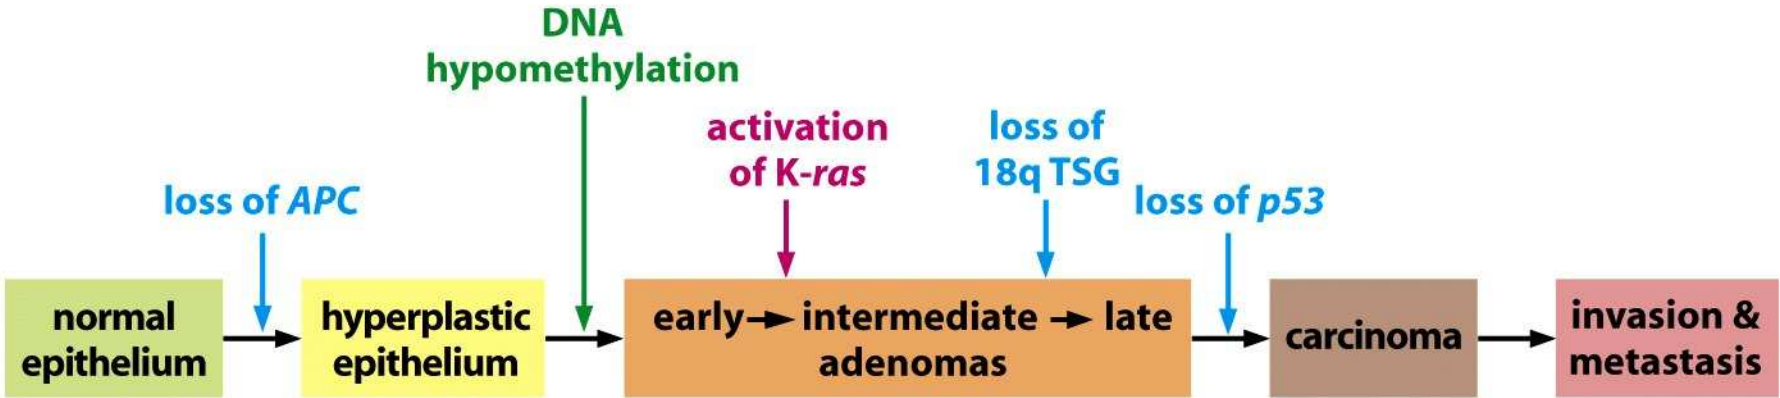 DNA
hypomethylation
activation
of K-ras
loss of
18q TSG
loss of APC
loss of p53
normal
epithelium
hyperplastic
epithelium
early intermediate late
adenomas
carcinoma
invasion &
metastasis